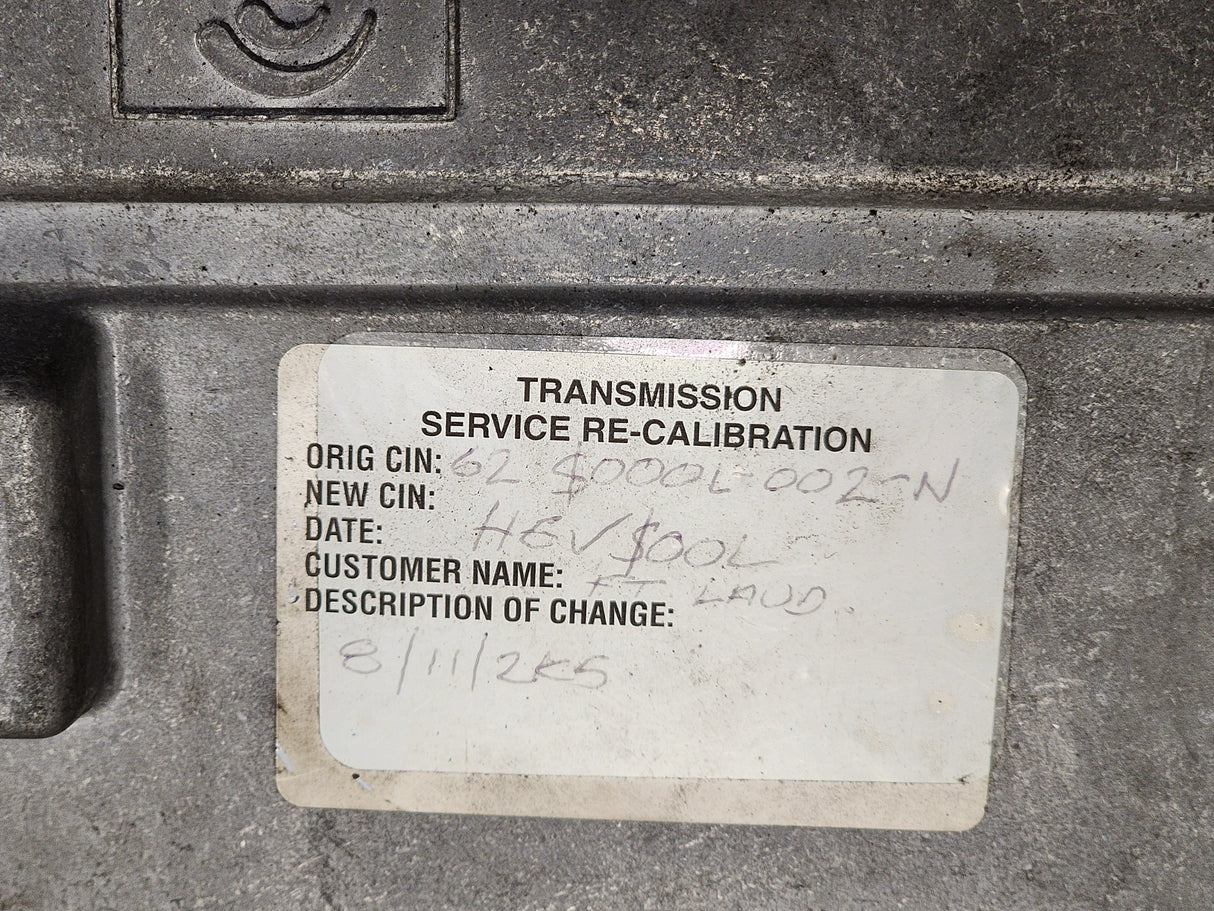 TRANSMISSION
SERVICE RE-CALIBRATION
ORIG CIN: 62 $000L-002-N
NEW CIN:
DATE: HEV$00L
CUSTOMER NAME: FT LAUD.
DESCRIPTION OF CHANGE:
8/11/2K5